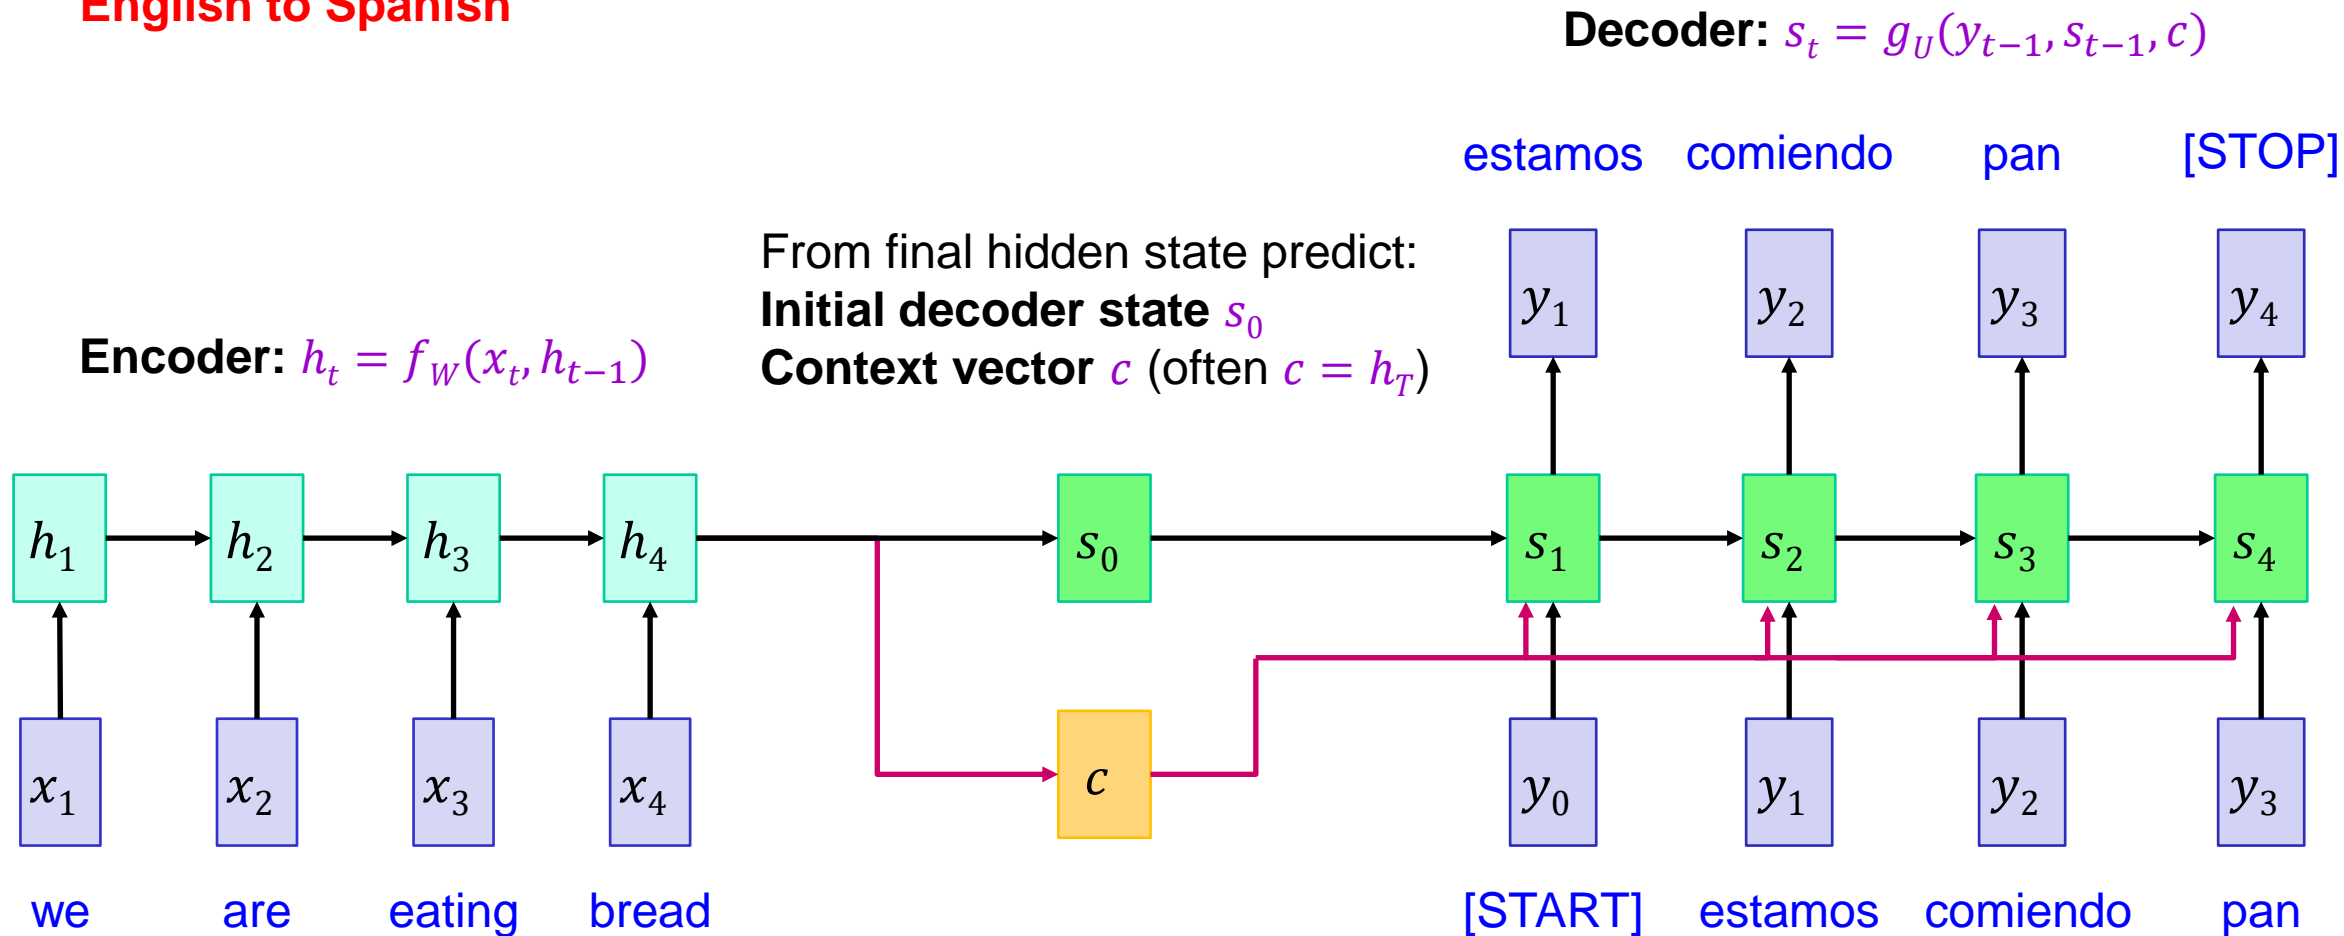 English to Spanish
Decoder: s_t = g_U(y_{t−1}, s_{t−1}, c)
estamos comiendo pan [STOP]
From final hidden state predict:
Initial decoder state s_0
Context vector c (often c = h_T)
Encoder: h_t = f_W(x_t, h_{t−1})
y_1 y_2 y_3 y_4
h_1 h_2 h_3 h_4 s_0 s_1 s_2 s_3 s_4
x_1 x_2 x_3 x_4 c y_0 y_1 y_2 y_3
we are eating bread [START] estamos comiendo pan